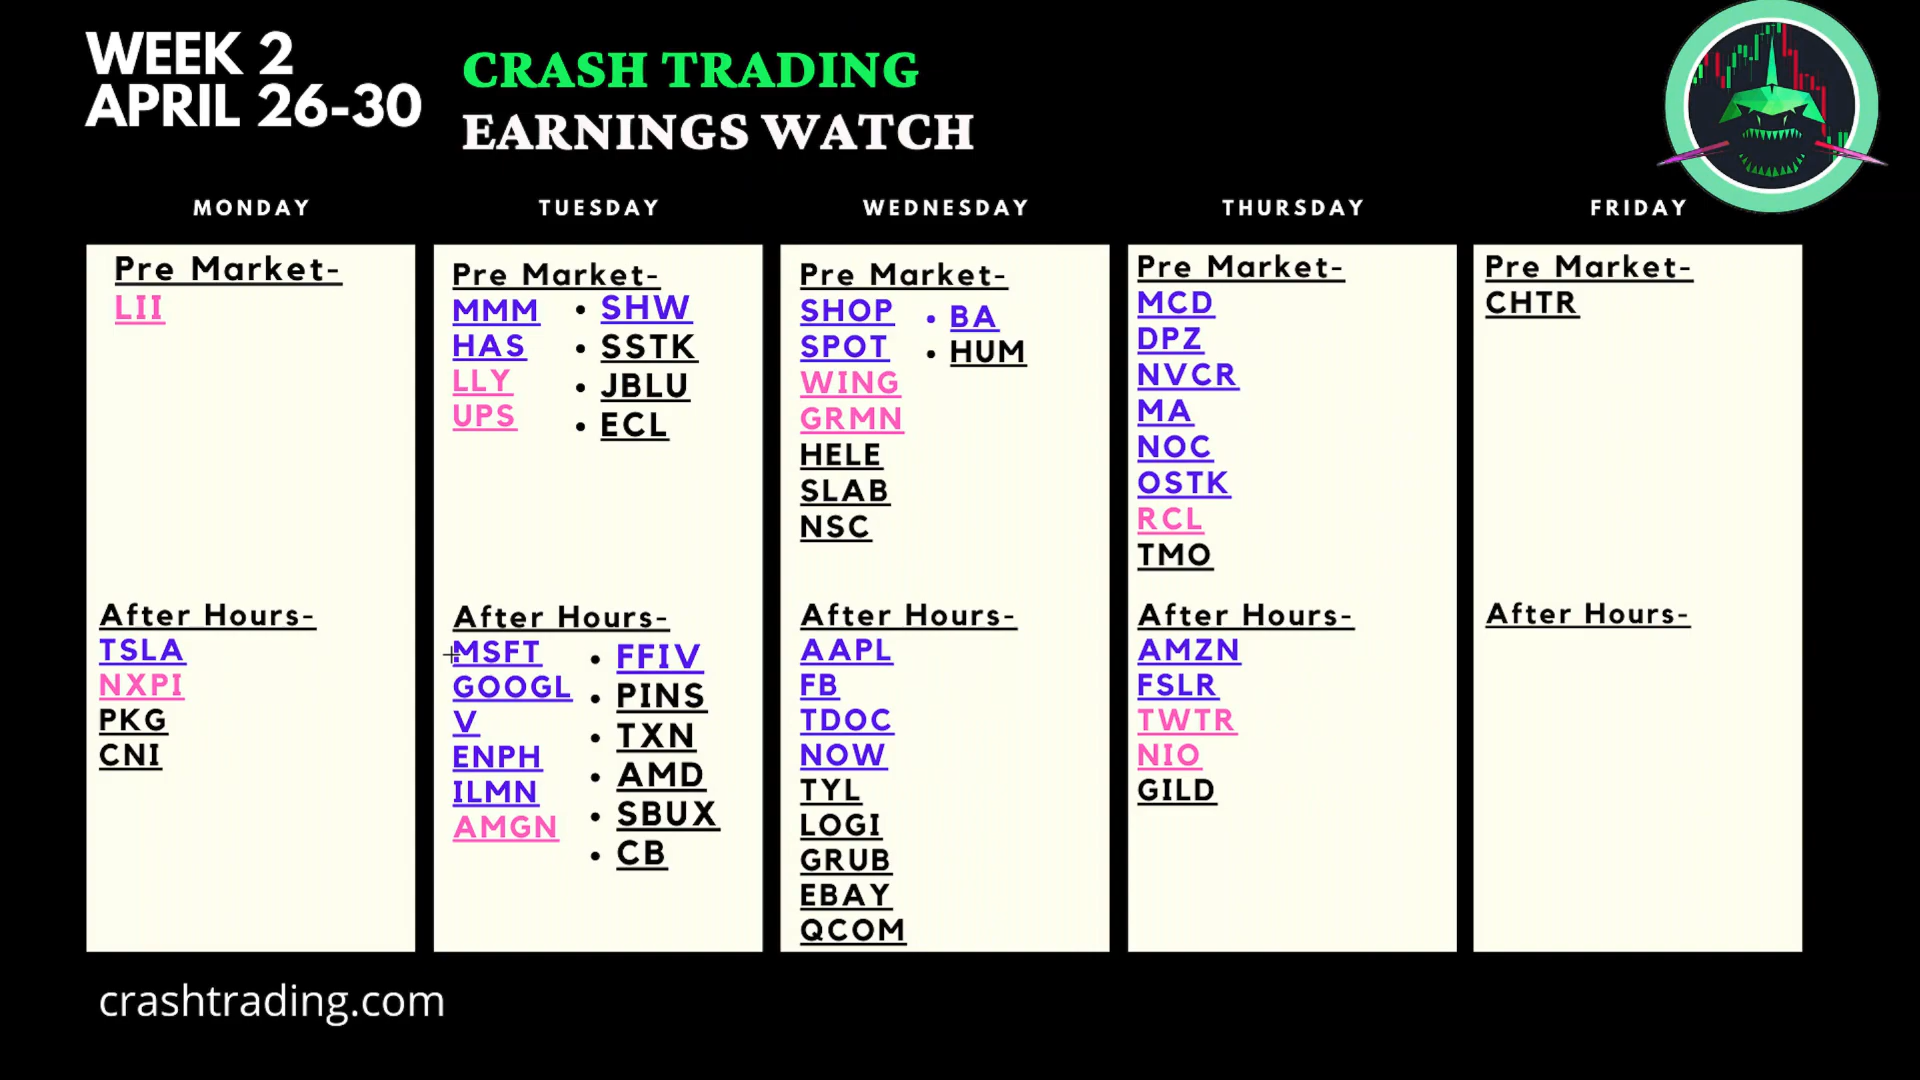 WEEK 2
APRIL 26-30
CRASH TRADING
EARNINGS WATCH
MONDAY
Pre Market-
LII
After Hours-
TSLA
NXPI
PKG
CNI
TUESDAY
Pre Market-
MMM
HAS
LLY
UPS
• SHW
• SSTK
• JBLU
• ECL
After Hours-
MSFT
GOOGL
V
ENPH
ILMN
AMGN
• FFIV
• PINS
• TXN
• AMD
• SBUX
• CB
WEDNESDAY
Pre Market-
SHOP
SPOT
WING
GRMN
HELE
SLAB
NSC
• BA
• HUM
After Hours-
AAPL
FB
TDOC
NOW
TYL
LOGI
GRUB
EBAY
QCOM
THURSDAY
Pre Market-
MCD
DPZ
NVCR
MA
NOC
OSTK
RCL
TMO
After Hours-
AMZN
FSLR
TWTR
NIO
GILD
FRIDAY
Pre Market-
CHTR
After Hours-
crashtrading.com